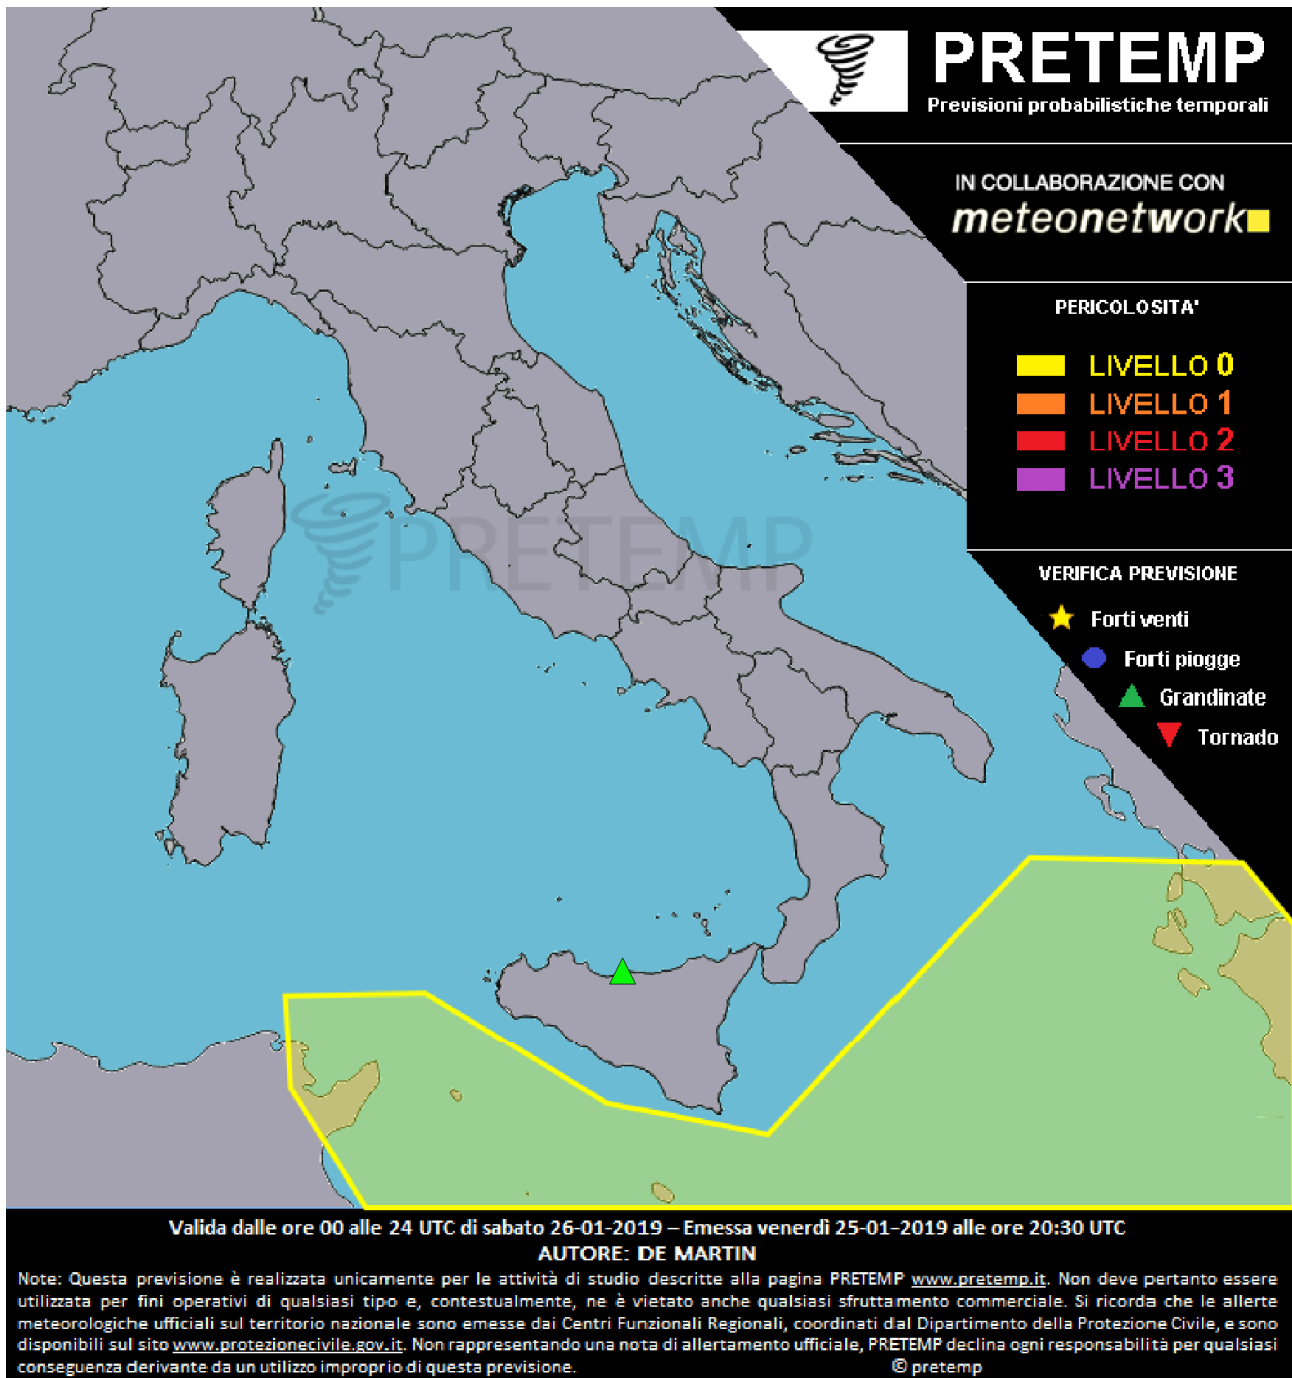 PRETEMP
Previsioni probabilistiche temporali
IN COLLABORAZIONE CON
meteonetwork
PERICOLOSITA'
LIVELLO 0
LIVELLO 1
LIVELLO 2
LIVELLO 3
VERIFICA PREVISIONE
Forti venti
Forti piogge
Grandinate
Tornado
PRETEMP
Valida dalle ore 00 alle 24 UTC di sabato 26-01-2019 – Emessa venerdì 25-01-2019 alle ore 20:30 UTC
AUTORE: DE MARTIN
Note: Questa previsione è realizzata unicamente per le attività di studio descritte alla pagina PRETEMP www.pretemp.it. Non deve pertanto essere
utilizzata per fini operativi di qualsiasi tipo e, contestualmente, ne è vietato anche qualsiasi sfruttamento commerciale. Si ricorda che le allerte
meteorologiche ufficiali sul territorio nazionale sono emesse dai Centri Funzionali Regionali, coordinati dal Dipartimento della Protezione Civile, e sono
disponibili sul sito www.protezionecivile.gov.it. Non rappresentando una nota di allertamento ufficiale, PRETEMP declina ogni responsabilità per qualsiasi
conseguenza derivante da un utilizzo improprio di questa previsione. © pretemp